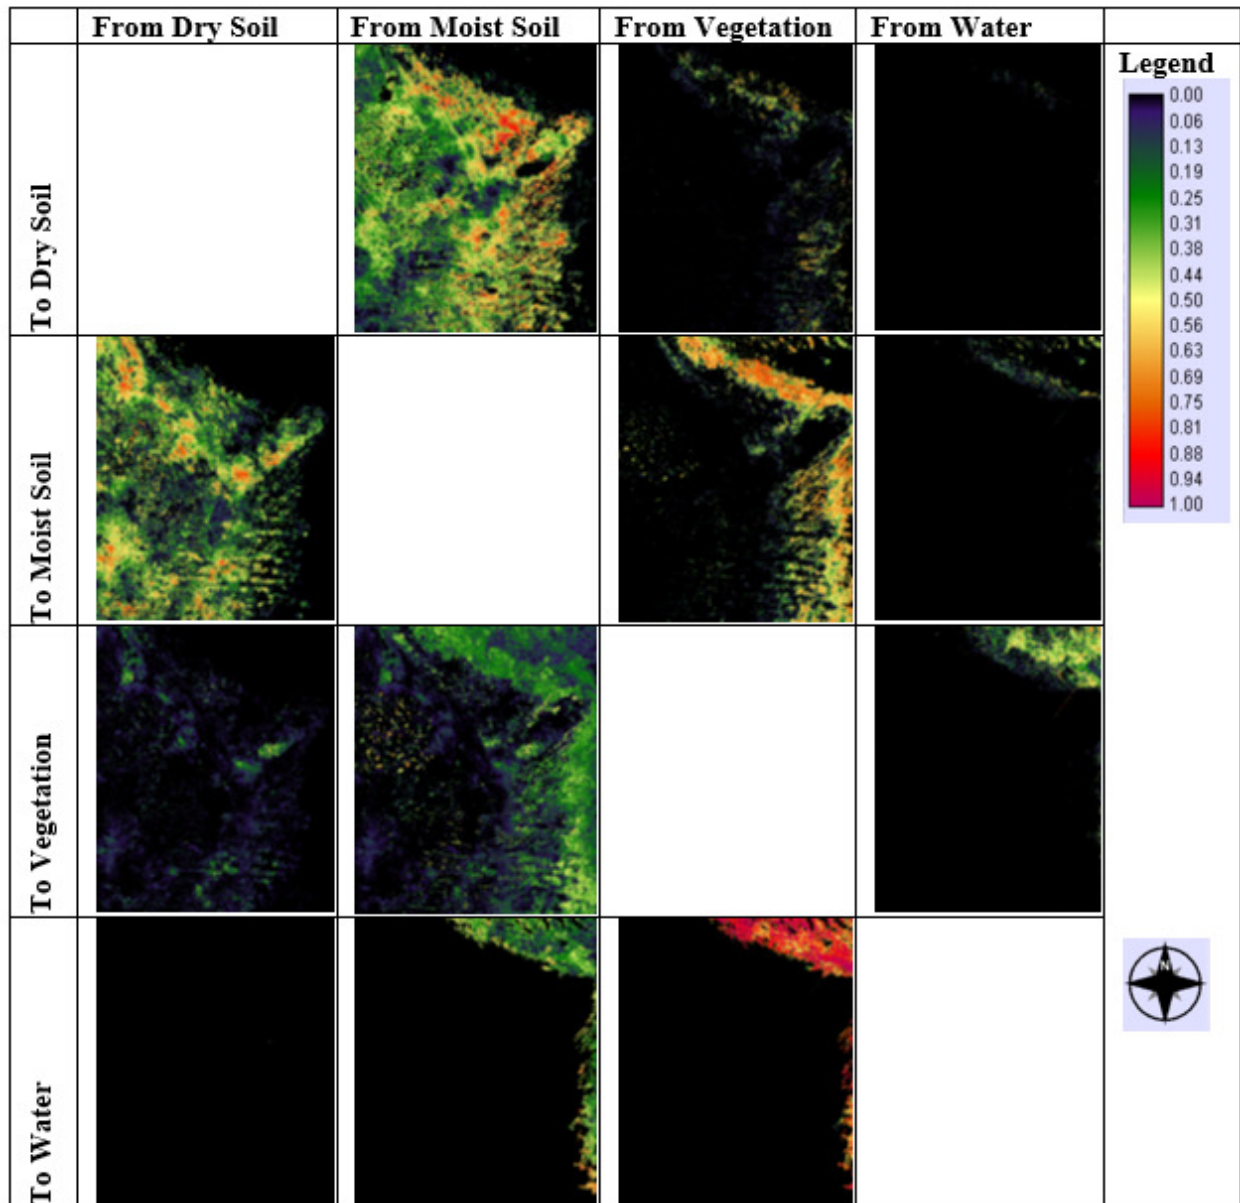 From Dry Soil
From Moist Soil
From Vegetation
From Water
Legend
0.00
0.06
0.13
0.19
0.25
0.31
0.38
0.44
0.50
0.56
0.63
0.69
0.75
0.81
0.88
0.94
1.00
To Dry Soil
To Moist Soil
To Vegetation
To Water
N